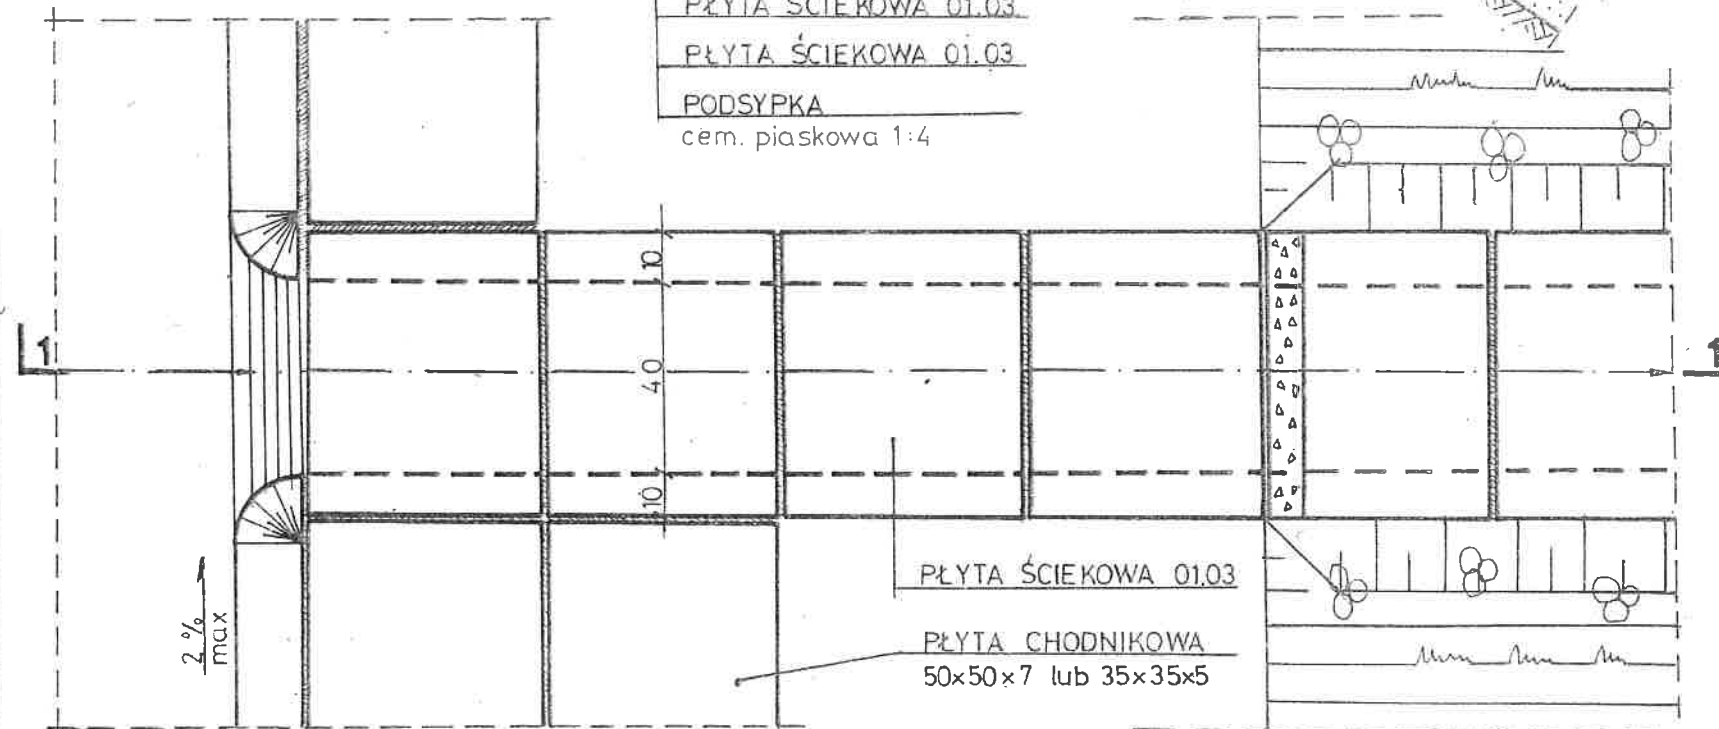 PŁYTA ŚCIEKOWA 01.03.
PŁYTA ŚCIEKOWA 01.03
PODSYPKA
cem. piaskowa 1:4
10
1
1
40
10
PŁYTA ŚCIEKOWA 01.03
2%
max
PŁYTA CHODNIKOWA
50x50x7 lub 35x35x5